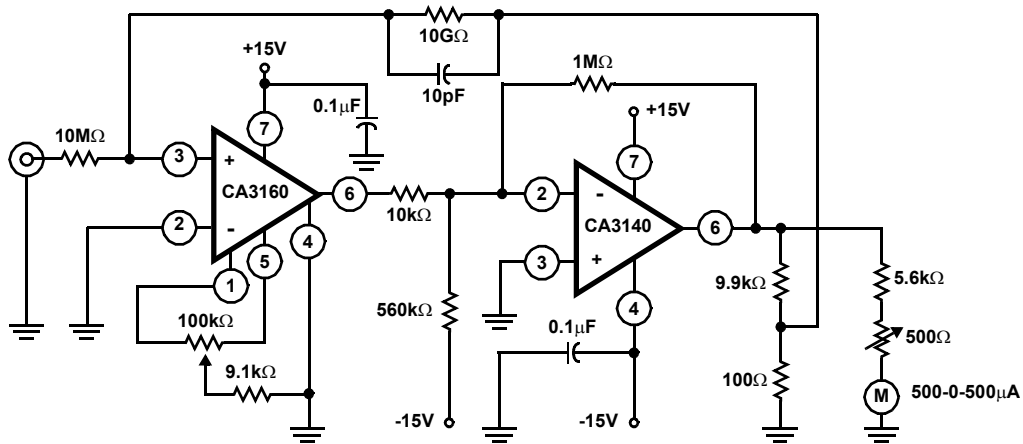 10GΩ
+15V
10pF
1MΩ
0.1μF
+15V
10MΩ
7
7
3
+
CA3160
6
10kΩ
2
-
CA3140
6
2
-
4
3
+
5
1
9.9kΩ
5.6kΩ
560kΩ
4
100kΩ
0.1μF
500Ω
9.1kΩ
100Ω
M
500-0-500μA
-15V
-15V